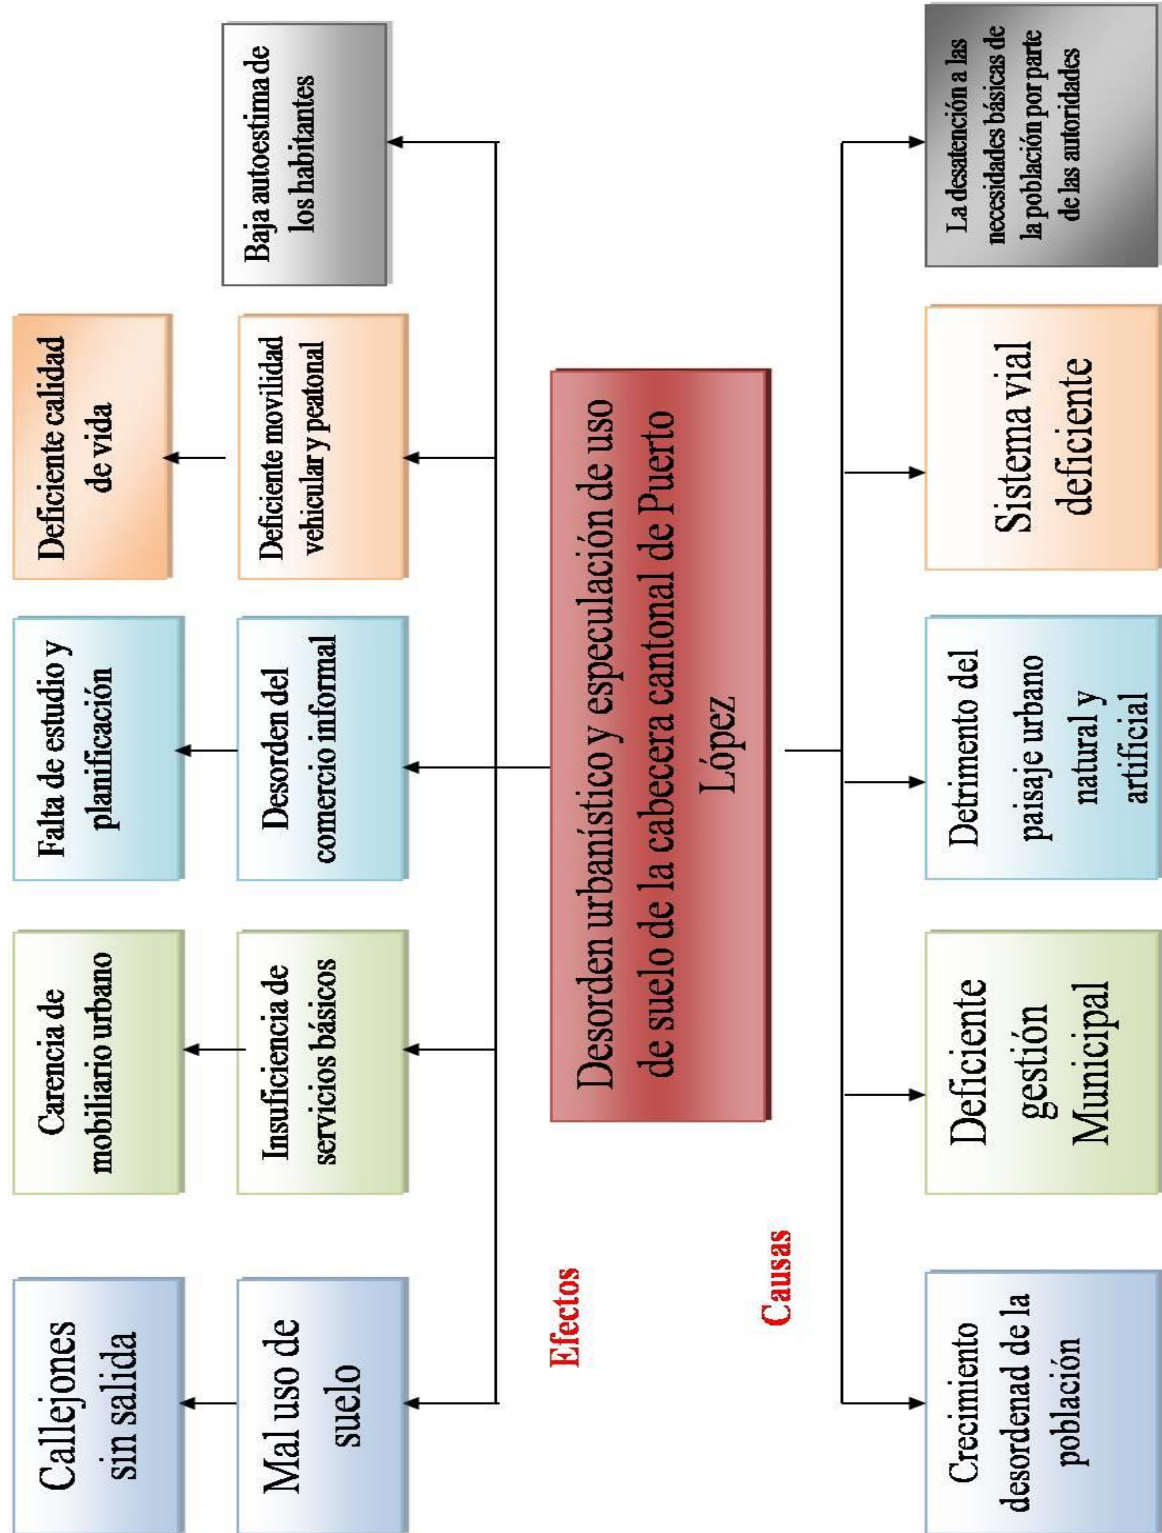 Callejones
sin salida
Carencia de
mobiliario urbano
Falta de estudio y
planificación
Deficiente calidad
de vida
Mal uso de
suelo
Insuficiencia de
servicios básicos
Desorden del
comercio informal
Deficiente movilidad
vehicular y peatonal
Baja autoestima de
los habitantes
Efectos
Desorden urbanístico y especulación de uso
de suelo de la cabecera cantonal de Puerto
López
Causas
Crecimiento
desordenad de la
población
Deficiente
gestión
Municipal
Detrimento del
paisaje urbano
natural y
artificial
Sistema vial
deficiente
La desatención a las
necesidades básicas de
la población por parte
de las autoridades